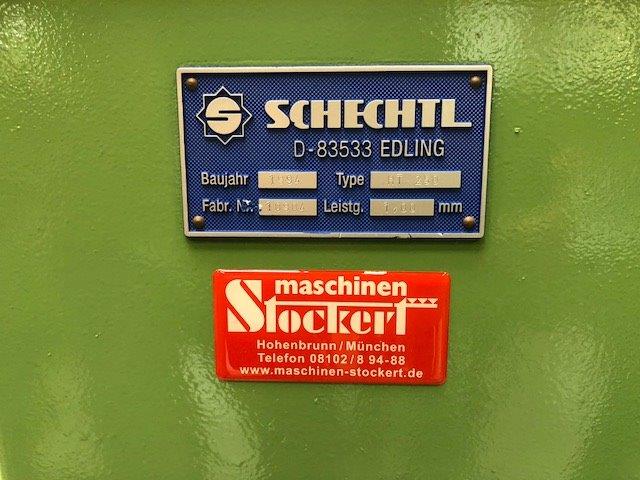 S SCHECHTL
D-83533 EDLING
Baujahr 1994 Type
Fabr. Nr. Leistg. mm
maschinen
Stockert
Hohenbrunn/München
Telefon 08102/8 94-88
www.maschinen-stockert.de